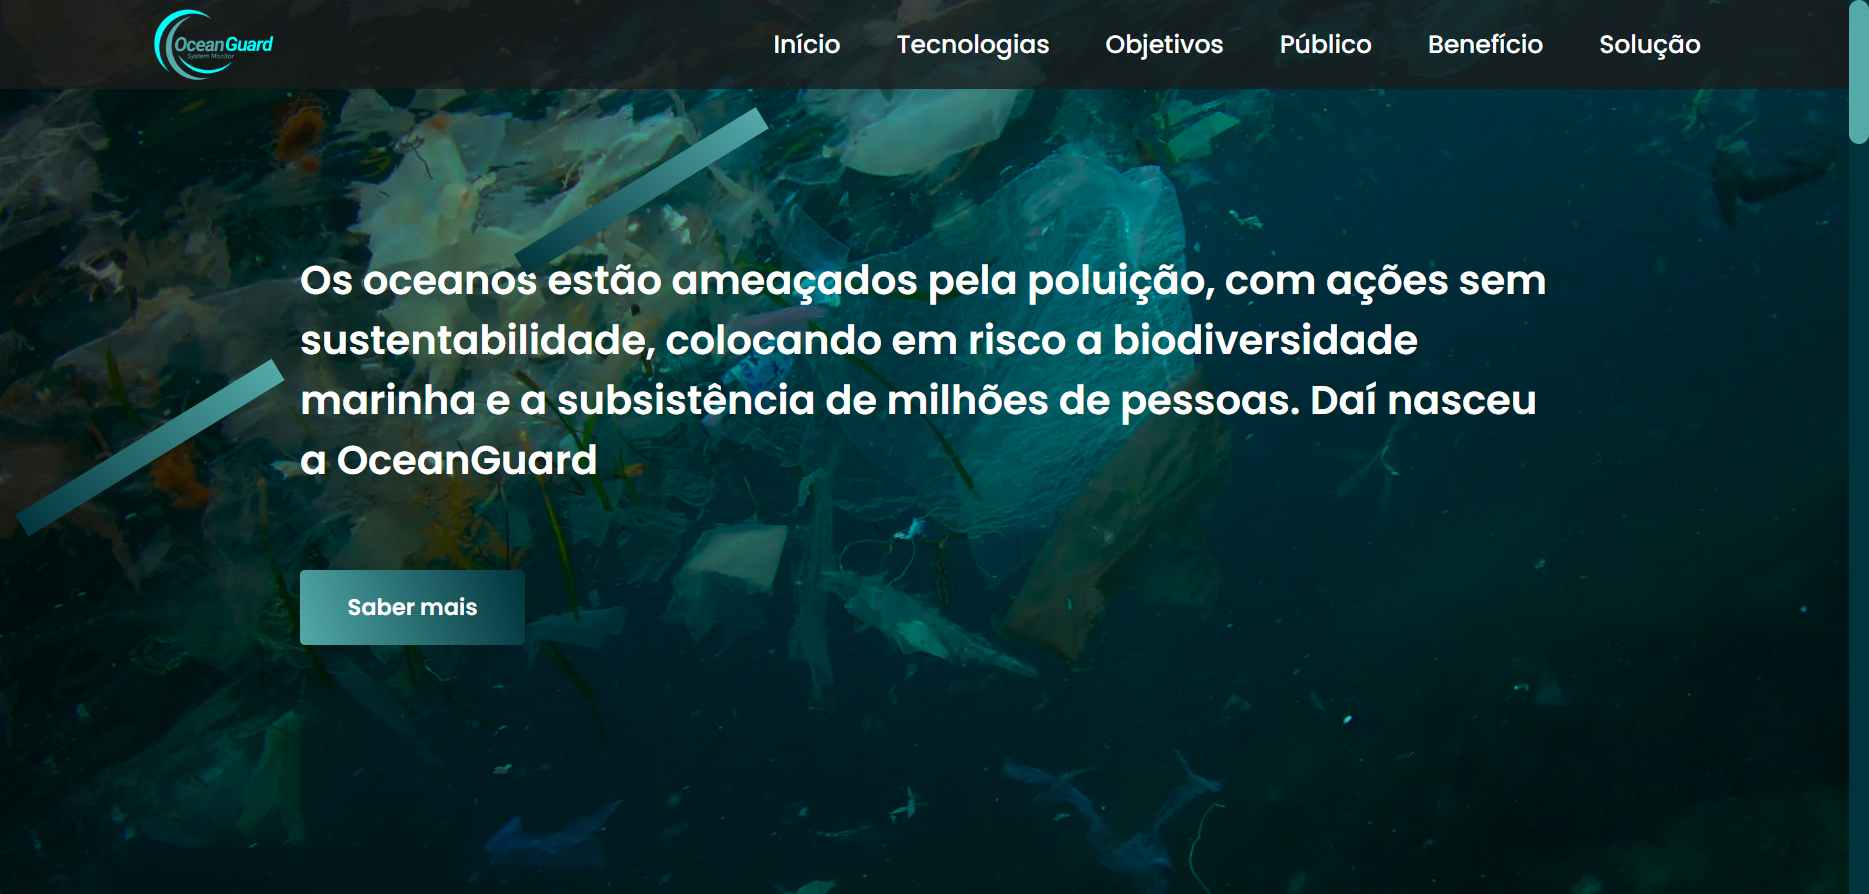 OceanGuard
System Monitor
Início Tecnologias Objetivos Público Benefício Solução
Os oceanos estão ameaçados pela poluição, com ações sem
sustentabilidade, colocando em risco a biodiversidade
marinha e a subsistência de milhões de pessoas. Daí nasceu
a OceanGuard
Saber mais